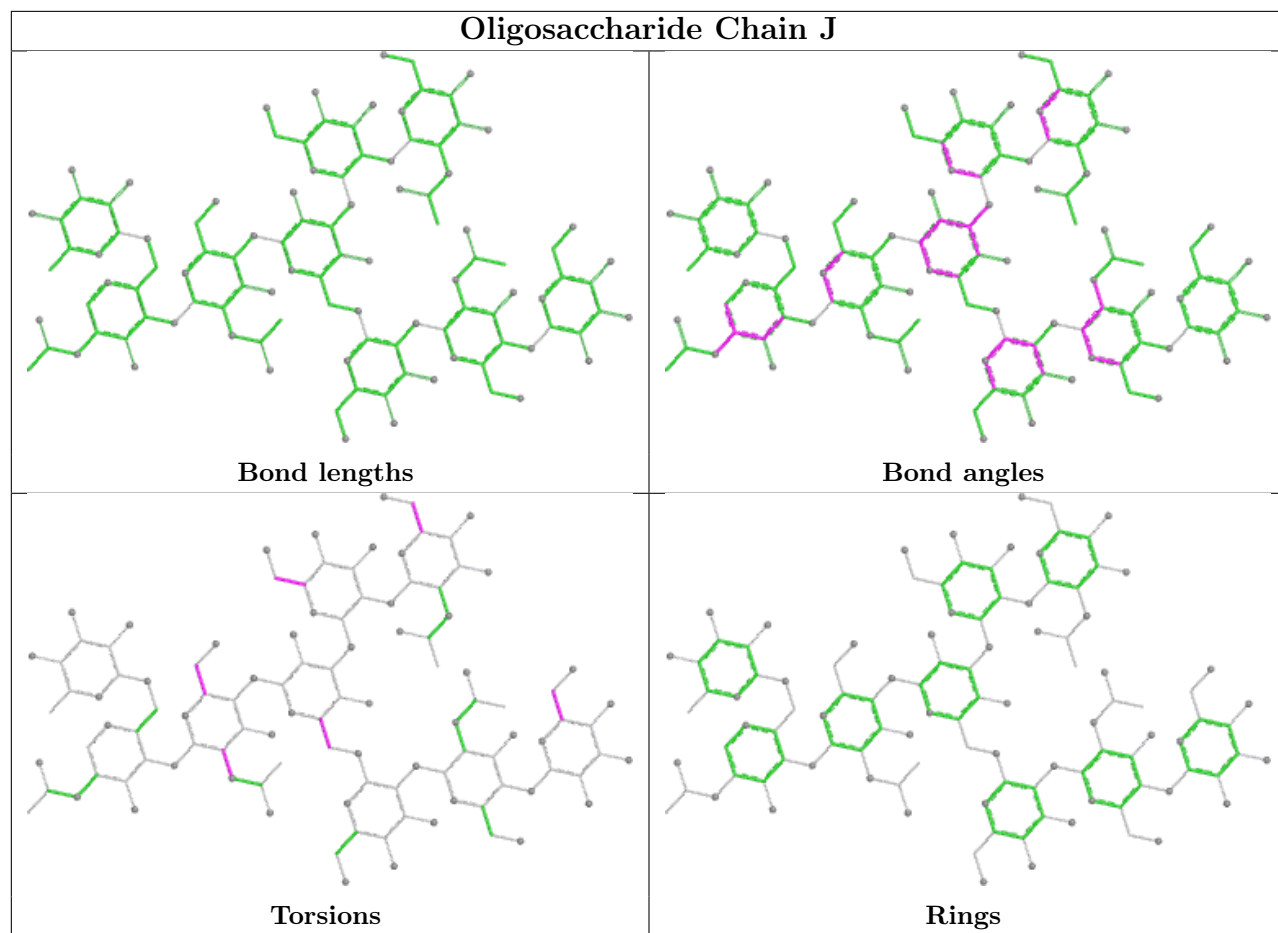 Oligosaccharide Chain J
Bond lengths
Bond angles
Torsions
Rings